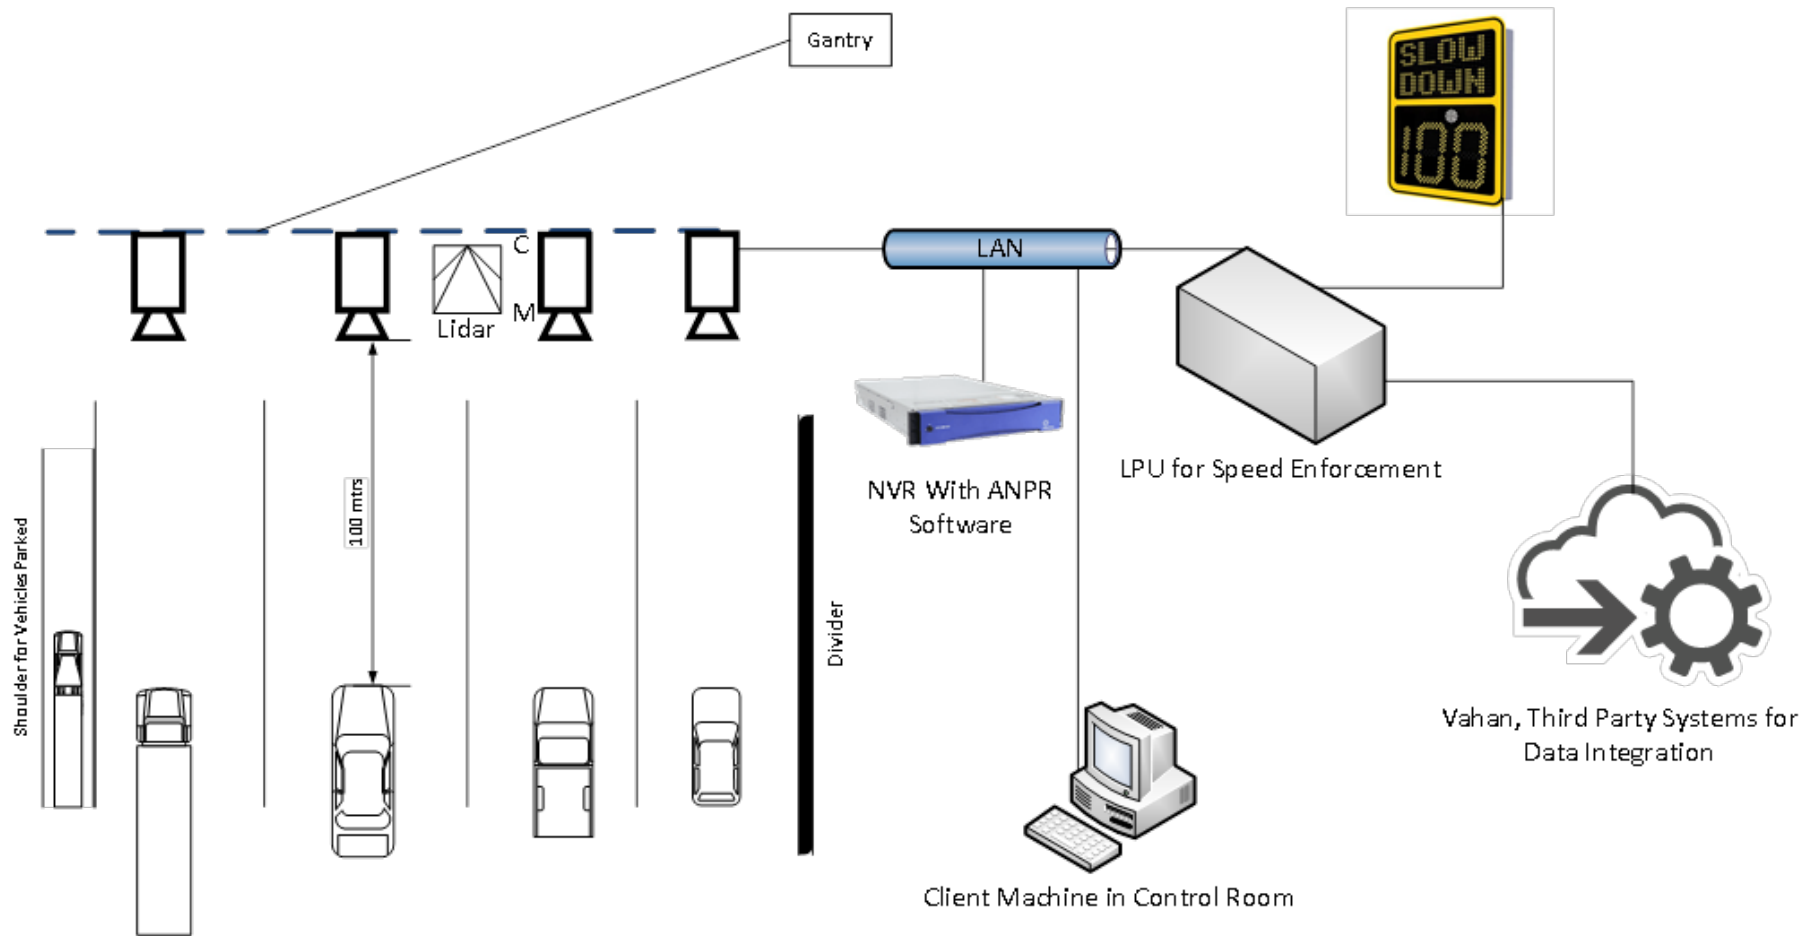 Gantry
SLOW
DOWN
100
C
LAN
M
Lidar
100 mtrs
Shoulder for Vehicles Parked
Divider
NVR With ANPR
Software
LPU for Speed Enforcement
Vahan, Third Party Systems for
Data Integration
Client Machine in Control Room